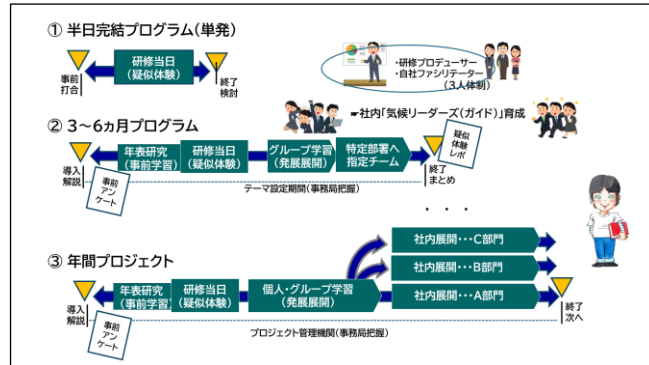 ① 半日完結プログラム(単発)
事前
打合
研修当日
(疑似体験)
終了
検討
・研修プロデューサー
・自社ファシリテーター
(3人体制)
☛社内「気候リーダーズ(ガイド)」育成
② 3~6ヵ月プログラム
導入
解説
事前
アン
ケート
年表研究
(事前学習)
研修当日
(疑似体験)
グループ学習
(発展展開)
特定部署へ
指定チーム
終了
まとめ
疑似
体験
レポ
テーマ設定期間(事務局把握)
・ ・ ・
③ 年間プロジェクト
導入
解説
事前
アン
ケート
年表研究
(事前学習)
研修当日
(疑似体験)
個人・グループ学習
(発展展開)
社内展開・・・C部門
社内展開・・・B部門
社内展開・・・A部門
終了
次へ
プロジェクト管理機関(事務局把握)